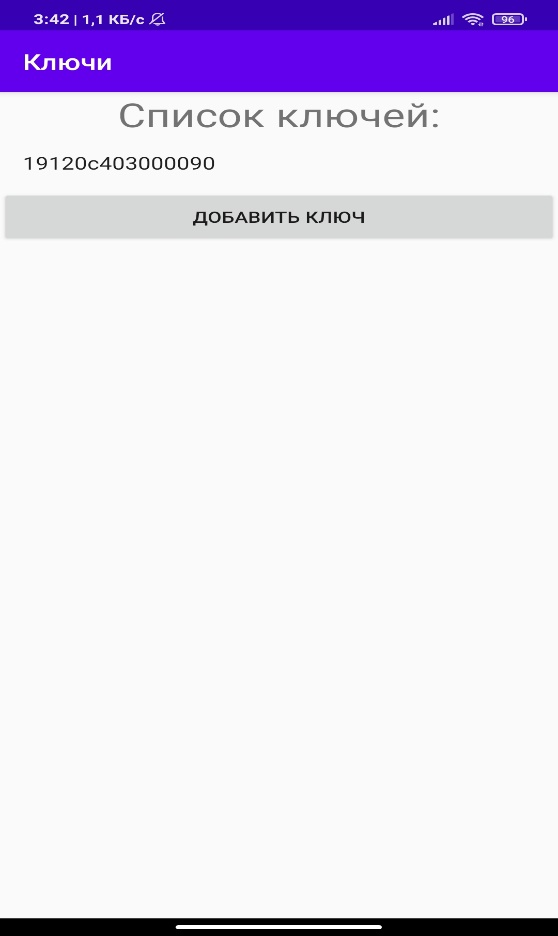 3:42 | 1,1 КБ/с
96
Ключи
Список ключей:
19120c403000090
ДОБАВИТЬ КЛЮЧ